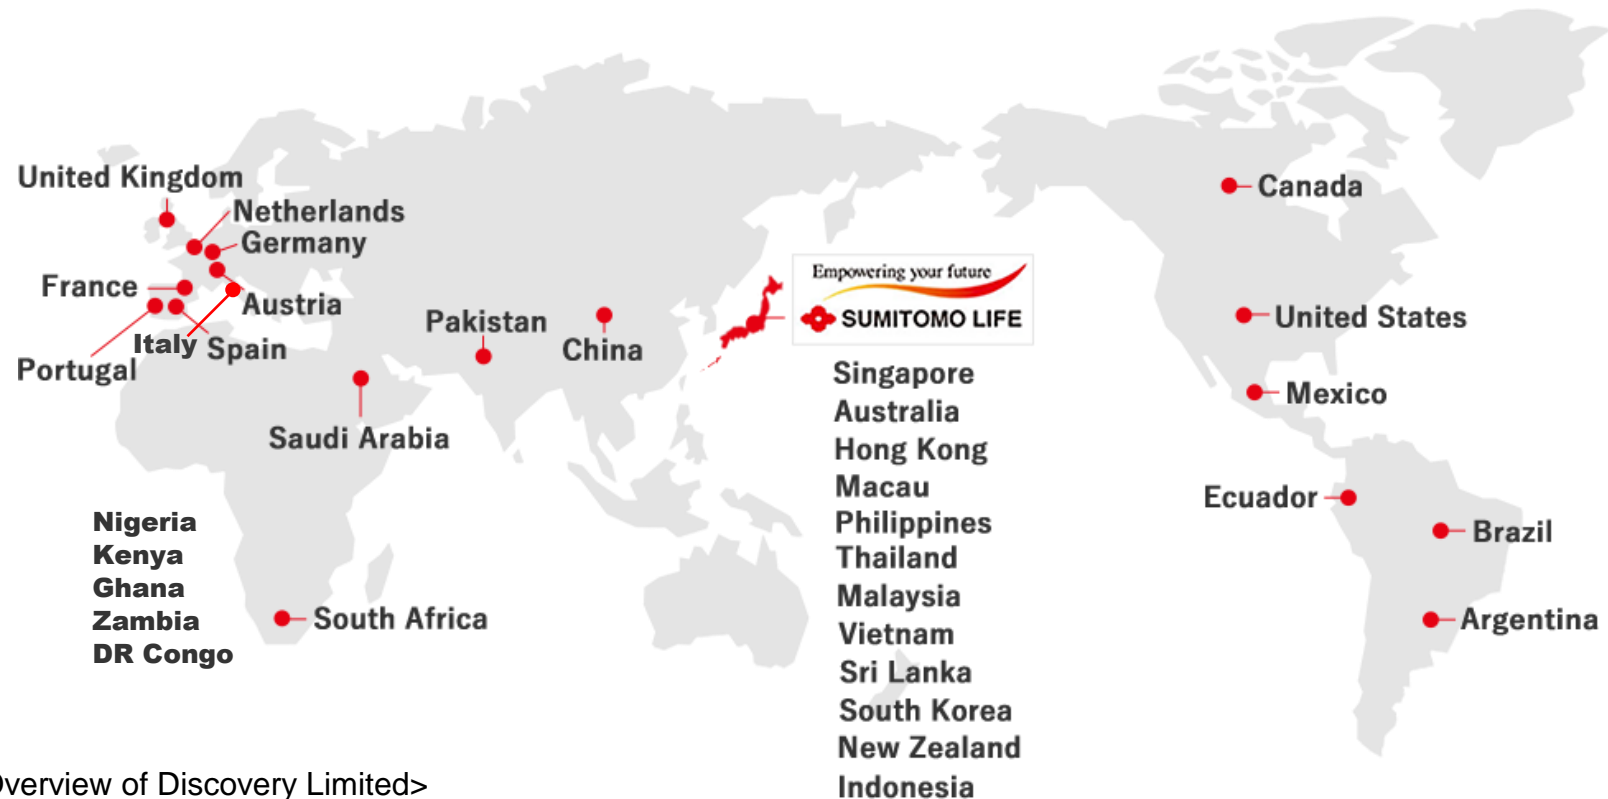 United Kingdom
Netherlands
Germany
France
Austria
Italy
Spain
Portugal
Pakistan
China
Saudi Arabia
Nigeria
Kenya
Ghana
Zambia
DR Congo
South Africa
Empowering your future
SUMITOMO LIFE
Singapore
Australia
Hong Kong
Macau
Philippines
Thailand
Malaysia
Vietnam
Sri Lanka
South Korea
New Zealand
Indonesia
Canada
United States
Mexico
Ecuador
Brazil
Argentina
Overview of Discovery Limited>